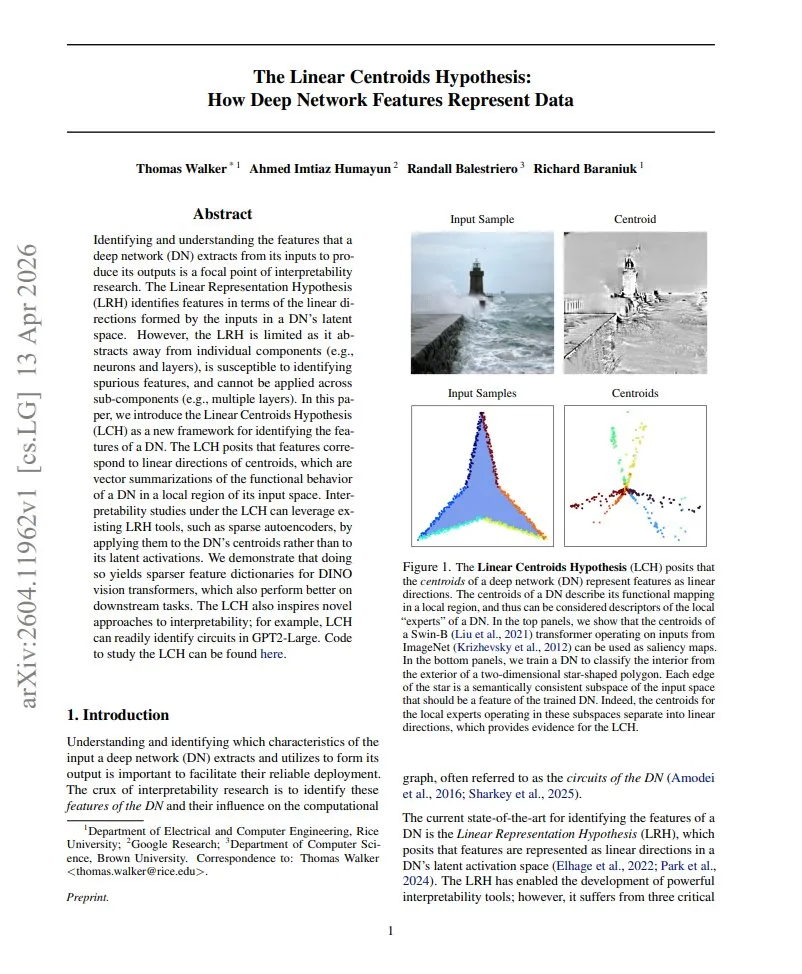 The Linear Centroids Hypothesis:
How Deep Network Features Represent Data
Thomas Walker * 1 Ahmed Imtiaz Humayun 2 Randall Balestriero 3 Richard Baraniuk 1
arXiv:2604.11962v1 [cs.LG] 13 Apr 2026
Abstract
Identifying and understanding the features that a
deep network (DN) extracts from its inputs to pro-
duce its outputs is a focal point of interpretability
research. The Linear Representation Hypothesis
(LRH) identifies features in terms of the linear di-
rections formed by the inputs in a DN's latent
space. However, the LRH is limited as it ab-
stracts away from individual components (e.g.,
neurons and layers), is susceptible to identifying
spurious features, and cannot be applied across
sub-components (e.g., multiple layers). In this pa-
per, we introduce the Linear Centroids Hypothesis
(LCH) as a new framework for identifying the fea-
tures of a DN. The LCH posits that features corre-
spond to linear directions of centroids, which are
vector summarizations of the functional behavior
of a DN in a local region of its input space. Inter-
pretability studies under the LCH can leverage ex-
isting LRH tools, such as sparse autoencoders, by
applying them to the DN's centroids rather than to
its latent activations. We demonstrate that doing
so yields sparser feature dictionaries for DINO
vision transformers, which also perform better on
downstream tasks. The LCH also inspires novel
approaches to interpretability; for example, LCH
can readily identify circuits in GPT2-Large. Code
to study the LCH can be found here.
1. Introduction
Understanding and identifying which characteristics of the
input a deep network (DN) extracts and utilizes to form its
output is important to facilitate their reliable deployment.
The crux of interpretability research is to identify these
features of the DN and their influence on the computational
1Department of Electrical and Computer Engineering, Rice
University; 2Google Research; 3Department of Computer Sci-
ence, Brown University. Correspondence to: Thomas Walker
<thomas.walker@rice.edu>.
Preprint.
Input Sample
Centroid
Input Samples
Centroids
Figure 1. The Linear Centroids Hypothesis (LCH) posits that
the centroids of a deep network (DN) represent features as linear
directions. The centroids of a DN describe its functional mapping
in a local region, and thus can be considered descriptors of the local
“experts” of a DN. In the top panels, we show that the centroids of
a Swin-B (Liu et al., 2021) transformer operating on inputs from
ImageNet (Krizhevsky et al., 2012) can be used as saliency maps.
In the bottom panels, we train a DN to classify the interior from
the exterior of a two-dimensional star-shaped polygon. Each edge
of the star is a semantically consistent subspace of the input space
that should be a feature of the trained DN. Indeed, the centroids for
the local experts operating in these subspaces separate into linear
directions, which provides evidence for the LCH.
graph, often referred to as the circuits of the DN (Amodei
et al., 2016; Sharkey et al., 2025).
The current state-of-the-art for identifying the features of a
DN is the Linear Representation Hypothesis (LRH), which
posits that features are represented as linear directions in a
DN's latent activation space (Elhage et al., 2022; Park et al.,
2024). The LRH has enabled the development of powerful
interpretability tools; however, it suffers from three critical
1